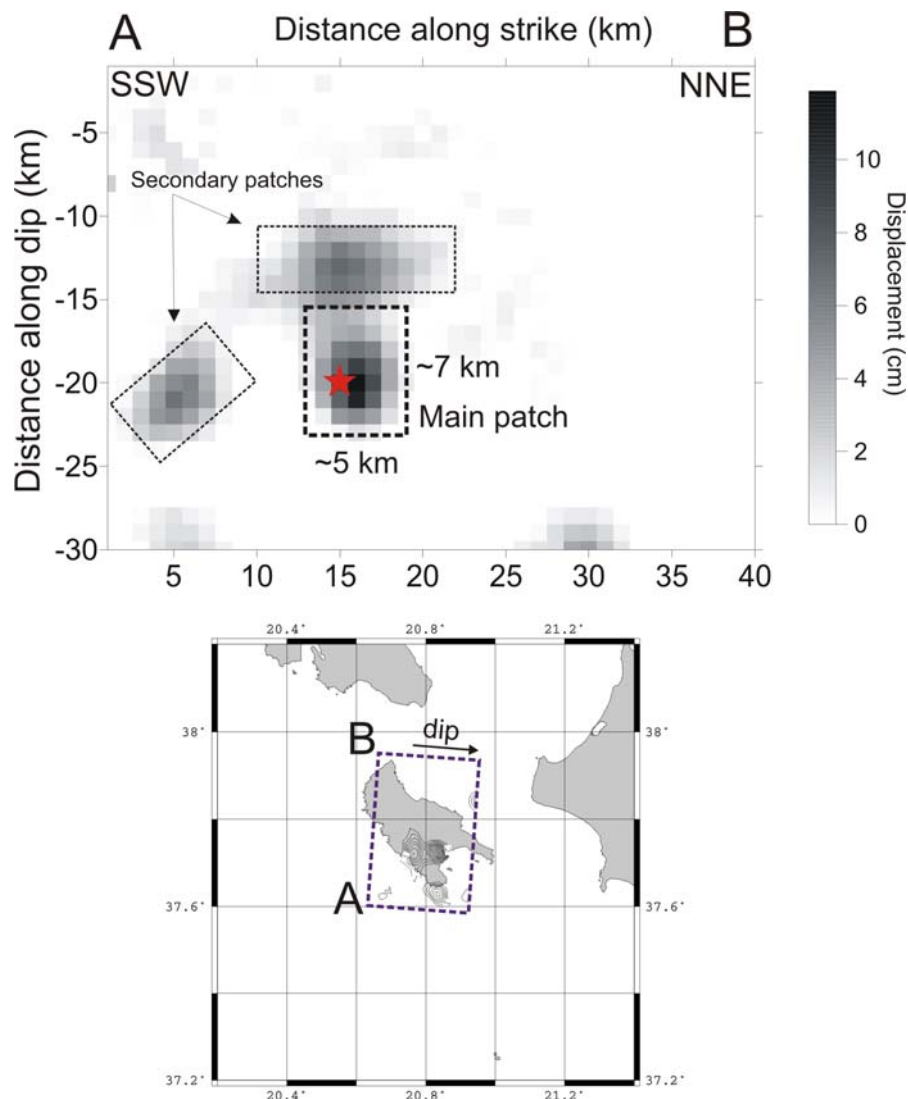 A
Distance along strike (km)
B
SSW
NNE
Distance along dip (km)
-5
-10
-15
-20
-25
-30
Secondary patches
~7 km
Main patch
~5 km
5
10
15
20
25
30
35
40
10
8
6
4
2
0
Displacement (cm)
20.4°
20.8°
21.2°
38°
37.6°
37.2°
B
dip
A
38°
37.6°
37.2°
20.4°
20.8°
21.2°